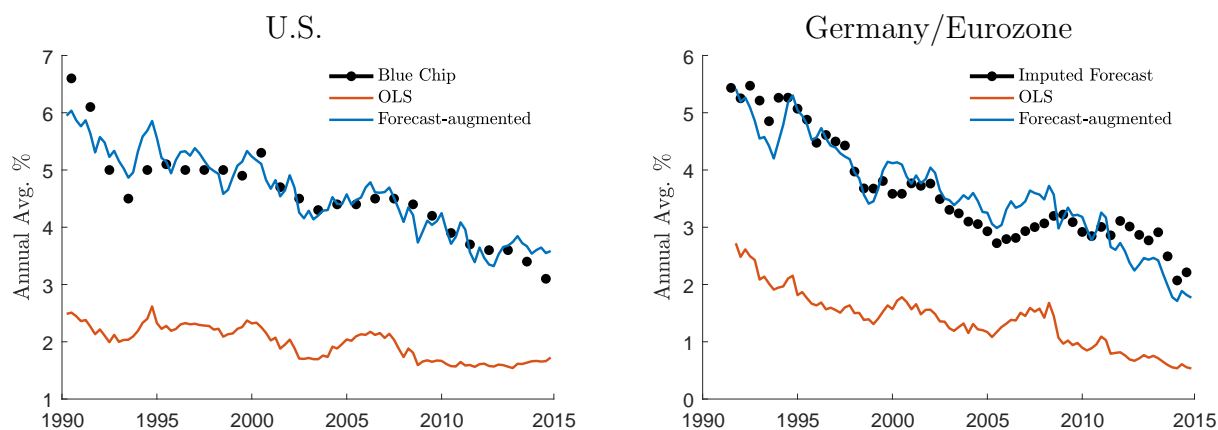 U.S.
Annual Avg. %
7
6
5
4
3
2
1
1990
1995
2000
2005
2010
2015
Blue Chip
OLS
Forecast-augmented
Germany/Eurozone
Annual Avg. %
6
5
4
3
2
1
0
1990
1995
2000
2005
2010
2015
Imputed Forecast
OLS
Forecast-augmented